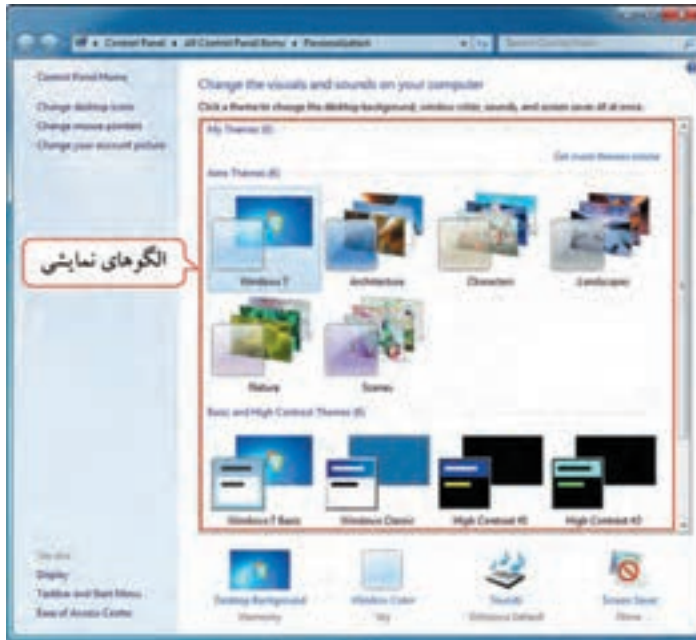 Control Panel ▸ All Control Panel Items ▸ Personalization
Control Panel Home
Change desktop icons
Change mouse pointers
Change your account picture
Change the visuals and sounds on your computer
Click a theme to change the desktop background, window color, sounds, and screen saver all at once.
My Themes (0)
Get more themes online
Aero Themes (6)
Windows 7
Architecture
Characters
Landscapes
الگوهای نمایشی
Nature
Scenes
Basic and High Contrast Themes (6)
Windows 7 Basic
Windows Classic
High Contrast #1
High Contrast #2
See also
Display
Taskbar and Start Menu
Ease of Access Center
Desktop Background
Harmony
Window Color
Sky
Sounds
Windows Default
Screen Saver
None